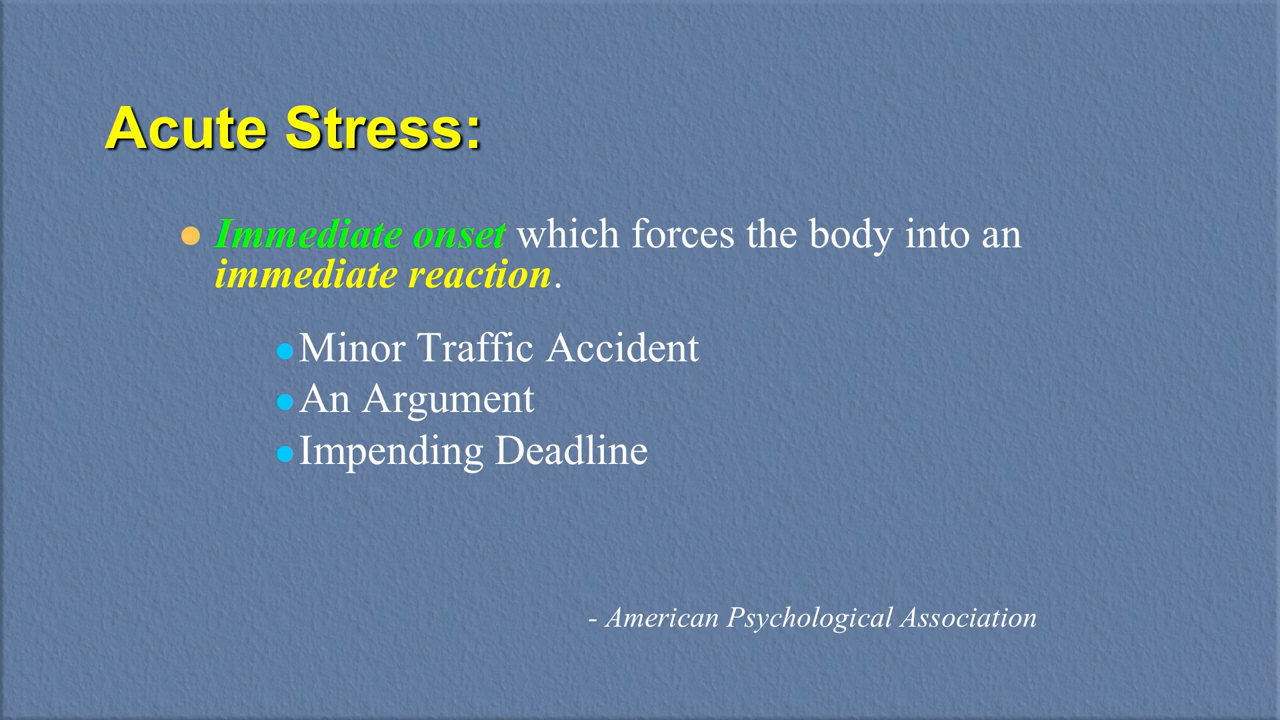 Acute Stress:
Immediate onset which forces the body into an
immediate reaction.
Minor Traffic Accident
An Argument
Impending Deadline
- American Psychological Association